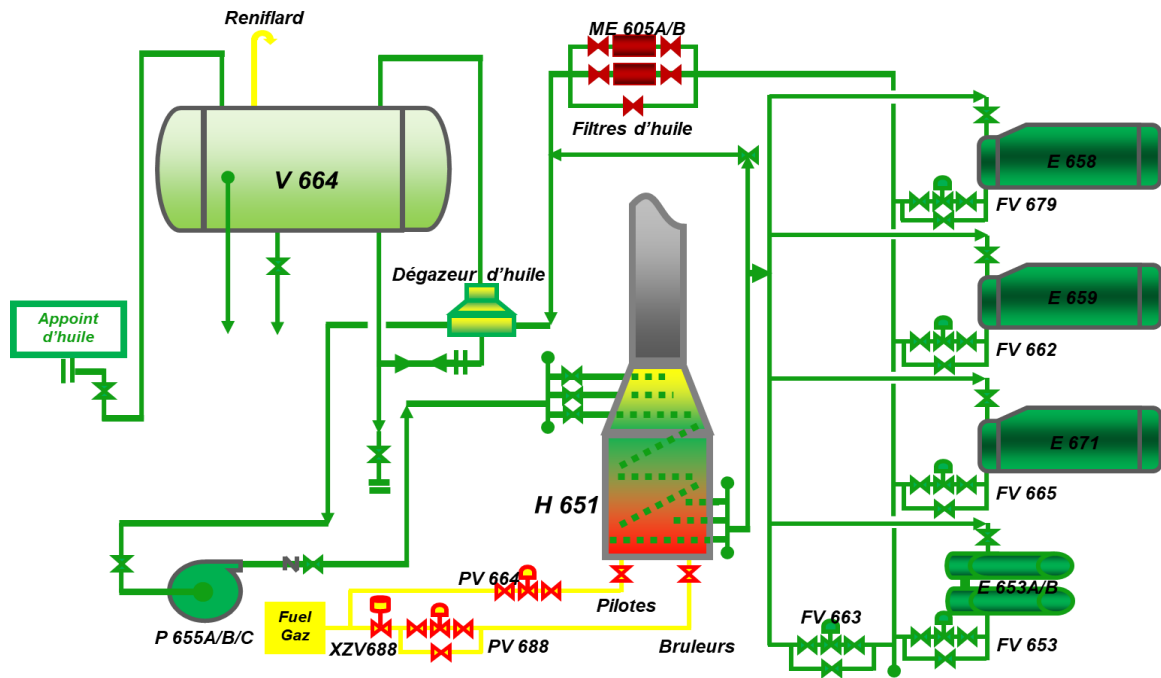 Reniflard
ME 605A/B
Filtres d'huile
V 664
E 658
FV 679
Dégazeur d'huile
E 659
Appoint
d'huile
FV 662
E 671
FV 665
H 651
PV 664
E 653A/B
Pilotes
Fuel
Gaz
FV 663
P 655A/B/C
XZV688
PV 688
Bruleurs
FV 653